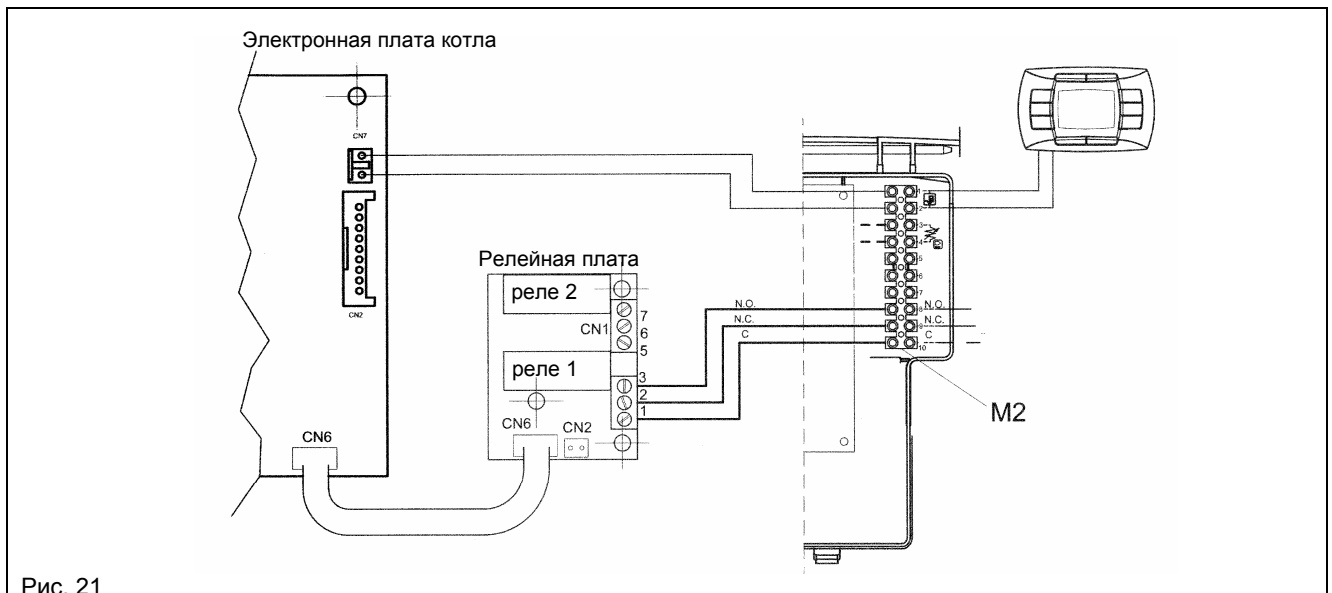 Электронная плата котла
CN7
CN2
CN6
Релейная плата
реле 2
CN1
7
6
5
реле 1
3
2
1
CN6
CN2
N.O.
N.C.
C
1
2
3
4
5
6
7
8
9
10
N.O.
N.C.
C
M2
Рис. 21